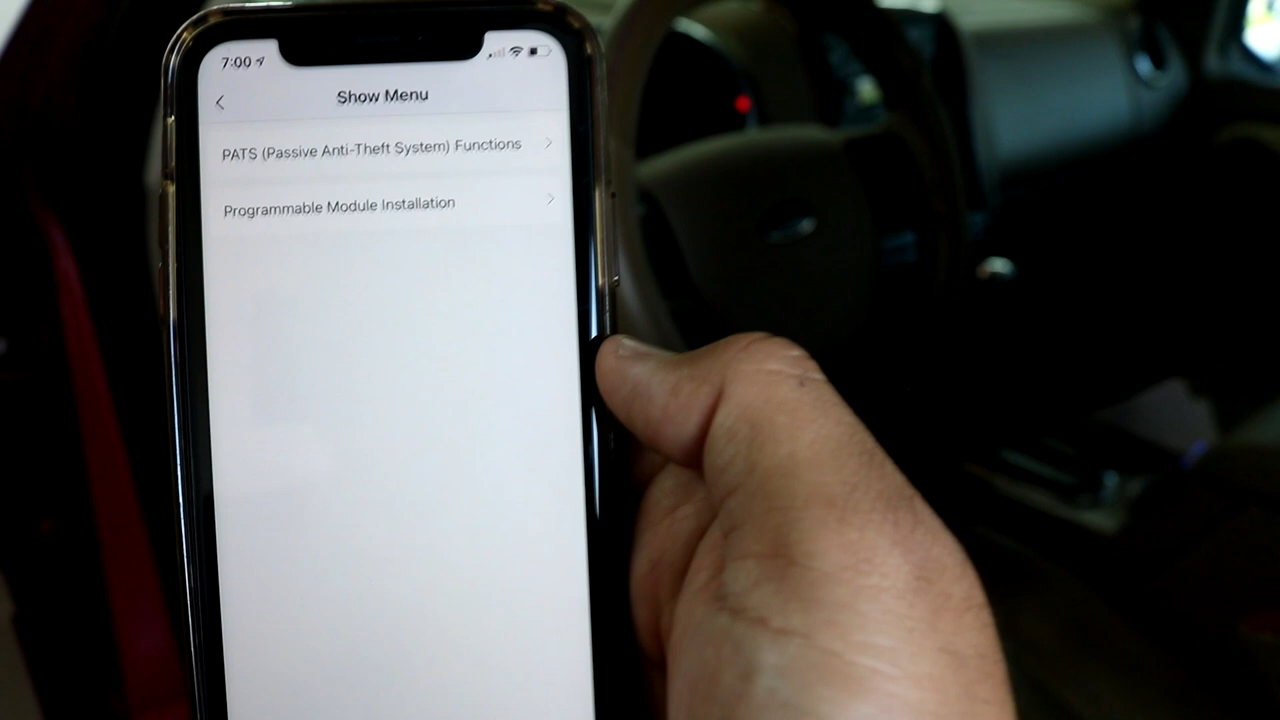 7:00
Show Menu
PATS (Passive Anti-Theft System) Functions
Programmable Module Installation